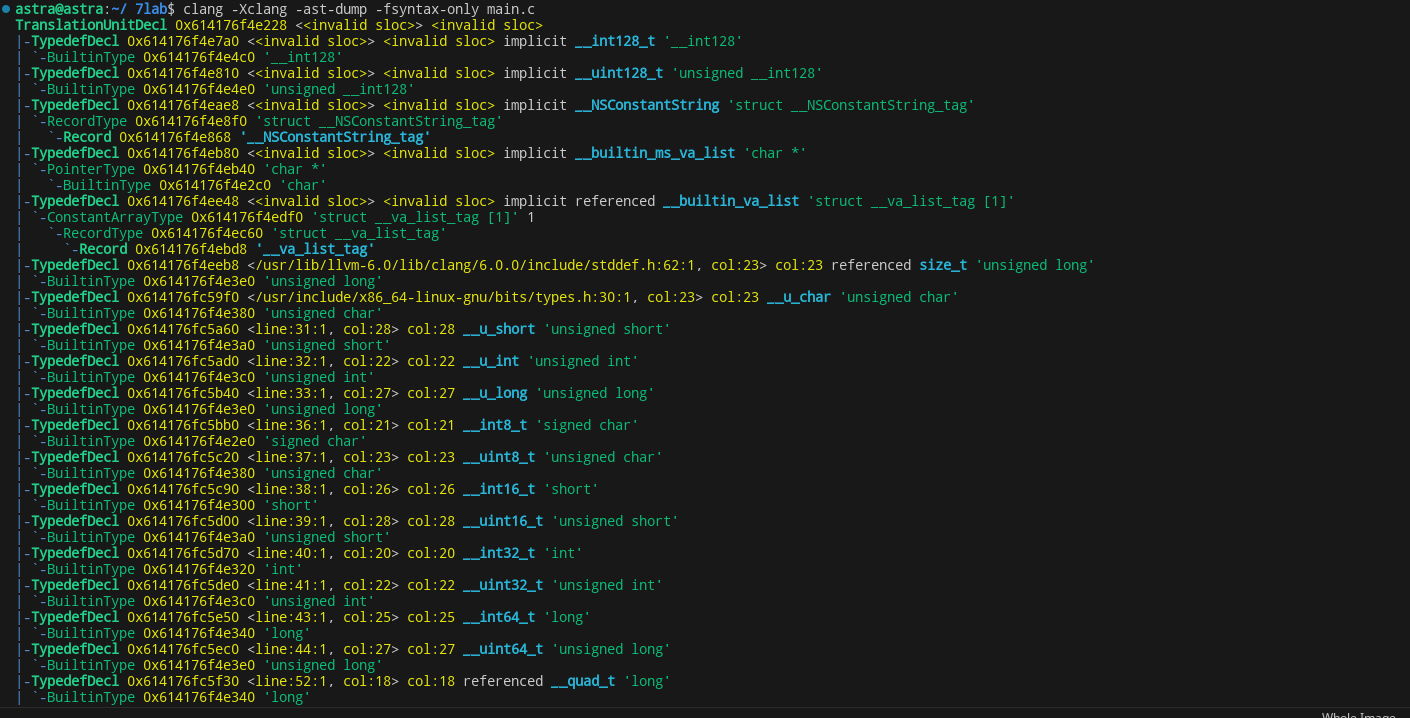 astra@astra:~/ 7lab$ clang -Xclang -ast-dump -fsyntax-only main.c
TranslationUnitDecl 0x614176f4e228 <<invalid sloc>> <invalid sloc>
|-TypedefDecl 0x614176f4e7a0 <<invalid sloc>> <invalid sloc> implicit __int128_t '__int128'
| `-BuiltinType 0x614176f4e4c0 '__int128'
|-TypedefDecl 0x614176f4e810 <<invalid sloc>> <invalid sloc> implicit __uint128_t 'unsigned __int128'
| `-BuiltinType 0x614176f4e4e0 'unsigned __int128'
|-TypedefDecl 0x614176f4eae8 <<invalid sloc>> <invalid sloc> implicit __NSConstantString 'struct __NSConstantString_tag'
| `-RecordType 0x614176f4e8f0 'struct __NSConstantString_tag'
|   `-Record 0x614176f4e868 '__NSConstantString_tag'
|-TypedefDecl 0x614176f4eb80 <<invalid sloc>> <invalid sloc> implicit __builtin_ms_va_list 'char *'
| `-PointerType 0x614176f4eb40 'char *'
|   `-BuiltinType 0x614176f4e2c0 'char'
|-TypedefDecl 0x614176f4ee48 <<invalid sloc>> <invalid sloc> implicit referenced __builtin_va_list 'struct __va_list_tag [1]'
| `-ConstantArrayType 0x614176f4edf0 'struct __va_list_tag [1]' 1
|   `-RecordType 0x614176f4ec60 'struct __va_list_tag'
|     `-Record 0x614176f4ebd8 '__va_list_tag'
|-TypedefDecl 0x614176f4eeb8 </usr/lib/llvm-6.0/lib/clang/6.0.0/include/stddef.h:62:1, col:23> col:23 referenced size_t 'unsigned long'
| `-BuiltinType 0x614176f4e3e0 'unsigned long'
|-TypedefDecl 0x614176fc59f0 </usr/include/x86_64-linux-gnu/bits/types.h:30:1, col:23> col:23 __u_char 'unsigned char'
| `-BuiltinType 0x614176f4e380 'unsigned char'
|-TypedefDecl 0x614176fc5a60 <line:31:1, col:28> col:28 __u_short 'unsigned short'
| `-BuiltinType 0x614176f4e3a0 'unsigned short'
|-TypedefDecl 0x614176fc5ad0 <line:32:1, col:22> col:22 __u_int 'unsigned int'
| `-BuiltinType 0x614176f4e3c0 'unsigned int'
|-TypedefDecl 0x614176fc5b40 <line:33:1, col:27> col:27 __u_long 'unsigned long'
| `-BuiltinType 0x614176f4e3e0 'unsigned long'
|-TypedefDecl 0x614176fc5bb0 <line:36:1, col:21> col:21 __int8_t 'signed char'
| `-BuiltinType 0x614176f4e2e0 'signed char'
|-TypedefDecl 0x614176fc5c20 <line:37:1, col:23> col:23 __uint8_t 'unsigned char'
| `-BuiltinType 0x614176f4e380 'unsigned char'
|-TypedefDecl 0x614176fc5c90 <line:38:1, col:26> col:26 __int16_t 'short'
| `-BuiltinType 0x614176f4e300 'short'
|-TypedefDecl 0x614176fc5d00 <line:39:1, col:28> col:28 __uint16_t 'unsigned short'
| `-BuiltinType 0x614176f4e3a0 'unsigned short'
|-TypedefDecl 0x614176fc5d70 <line:40:1, col:20> col:20 __int32_t 'int'
| `-BuiltinType 0x614176f4e320 'int'
|-TypedefDecl 0x614176fc5de0 <line:41:1, col:22> col:22 __uint32_t 'unsigned int'
| `-BuiltinType 0x614176f4e3c0 'unsigned int'
|-TypedefDecl 0x614176fc5e50 <line:43:1, col:25> col:25 __int64_t 'long'
| `-BuiltinType 0x614176f4e340 'long'
|-TypedefDecl 0x614176fc5ec0 <line:44:1, col:27> col:27 __uint64_t 'unsigned long'
| `-BuiltinType 0x614176f4e3e0 'unsigned long'
|-TypedefDecl 0x614176fc5f30 <line:52:1, col:18> col:18 referenced __quad_t 'long'
| `-BuiltinType 0x614176f4e340 'long'
Whole Image